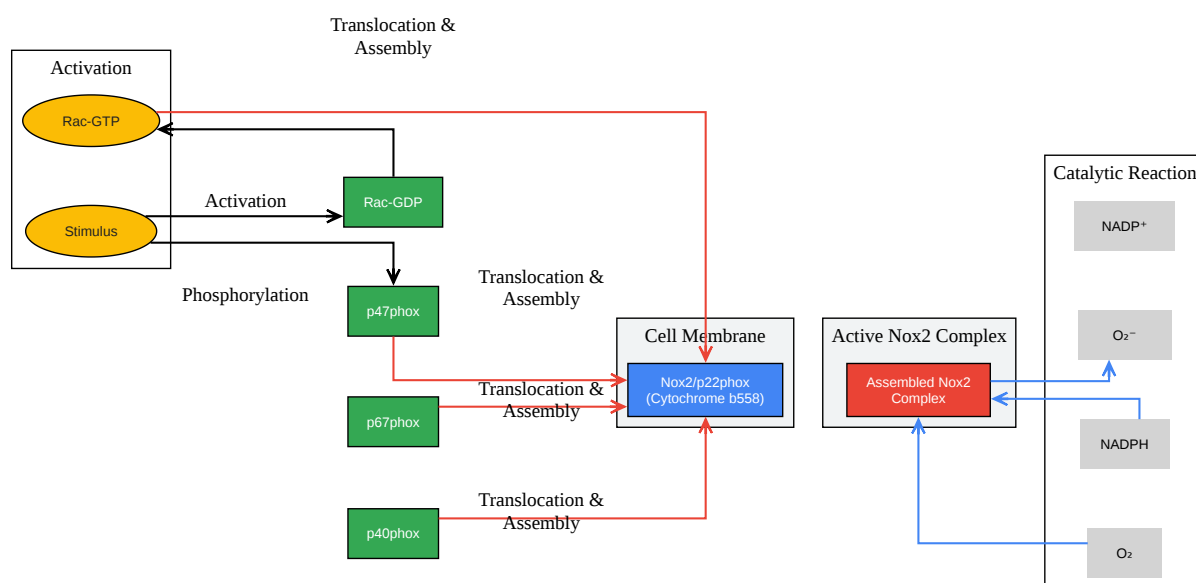 Translocation &
Assembly
Activation
Rac-GTP
Catalytic Reaction
Rac-GDP
Activation
NADP⁺
Stimulus
Translocation &
Assembly
Phosphorylation
p47phox
Cell Membrane
Active Nox2 Complex
O₂⁻
Nox2/p22phox
(Cytochrome b558)
Assembled Nox2
Complex
Translocation &
Assembly
p67phox
NADPH
Translocation &
Assembly
p40phox
O₂